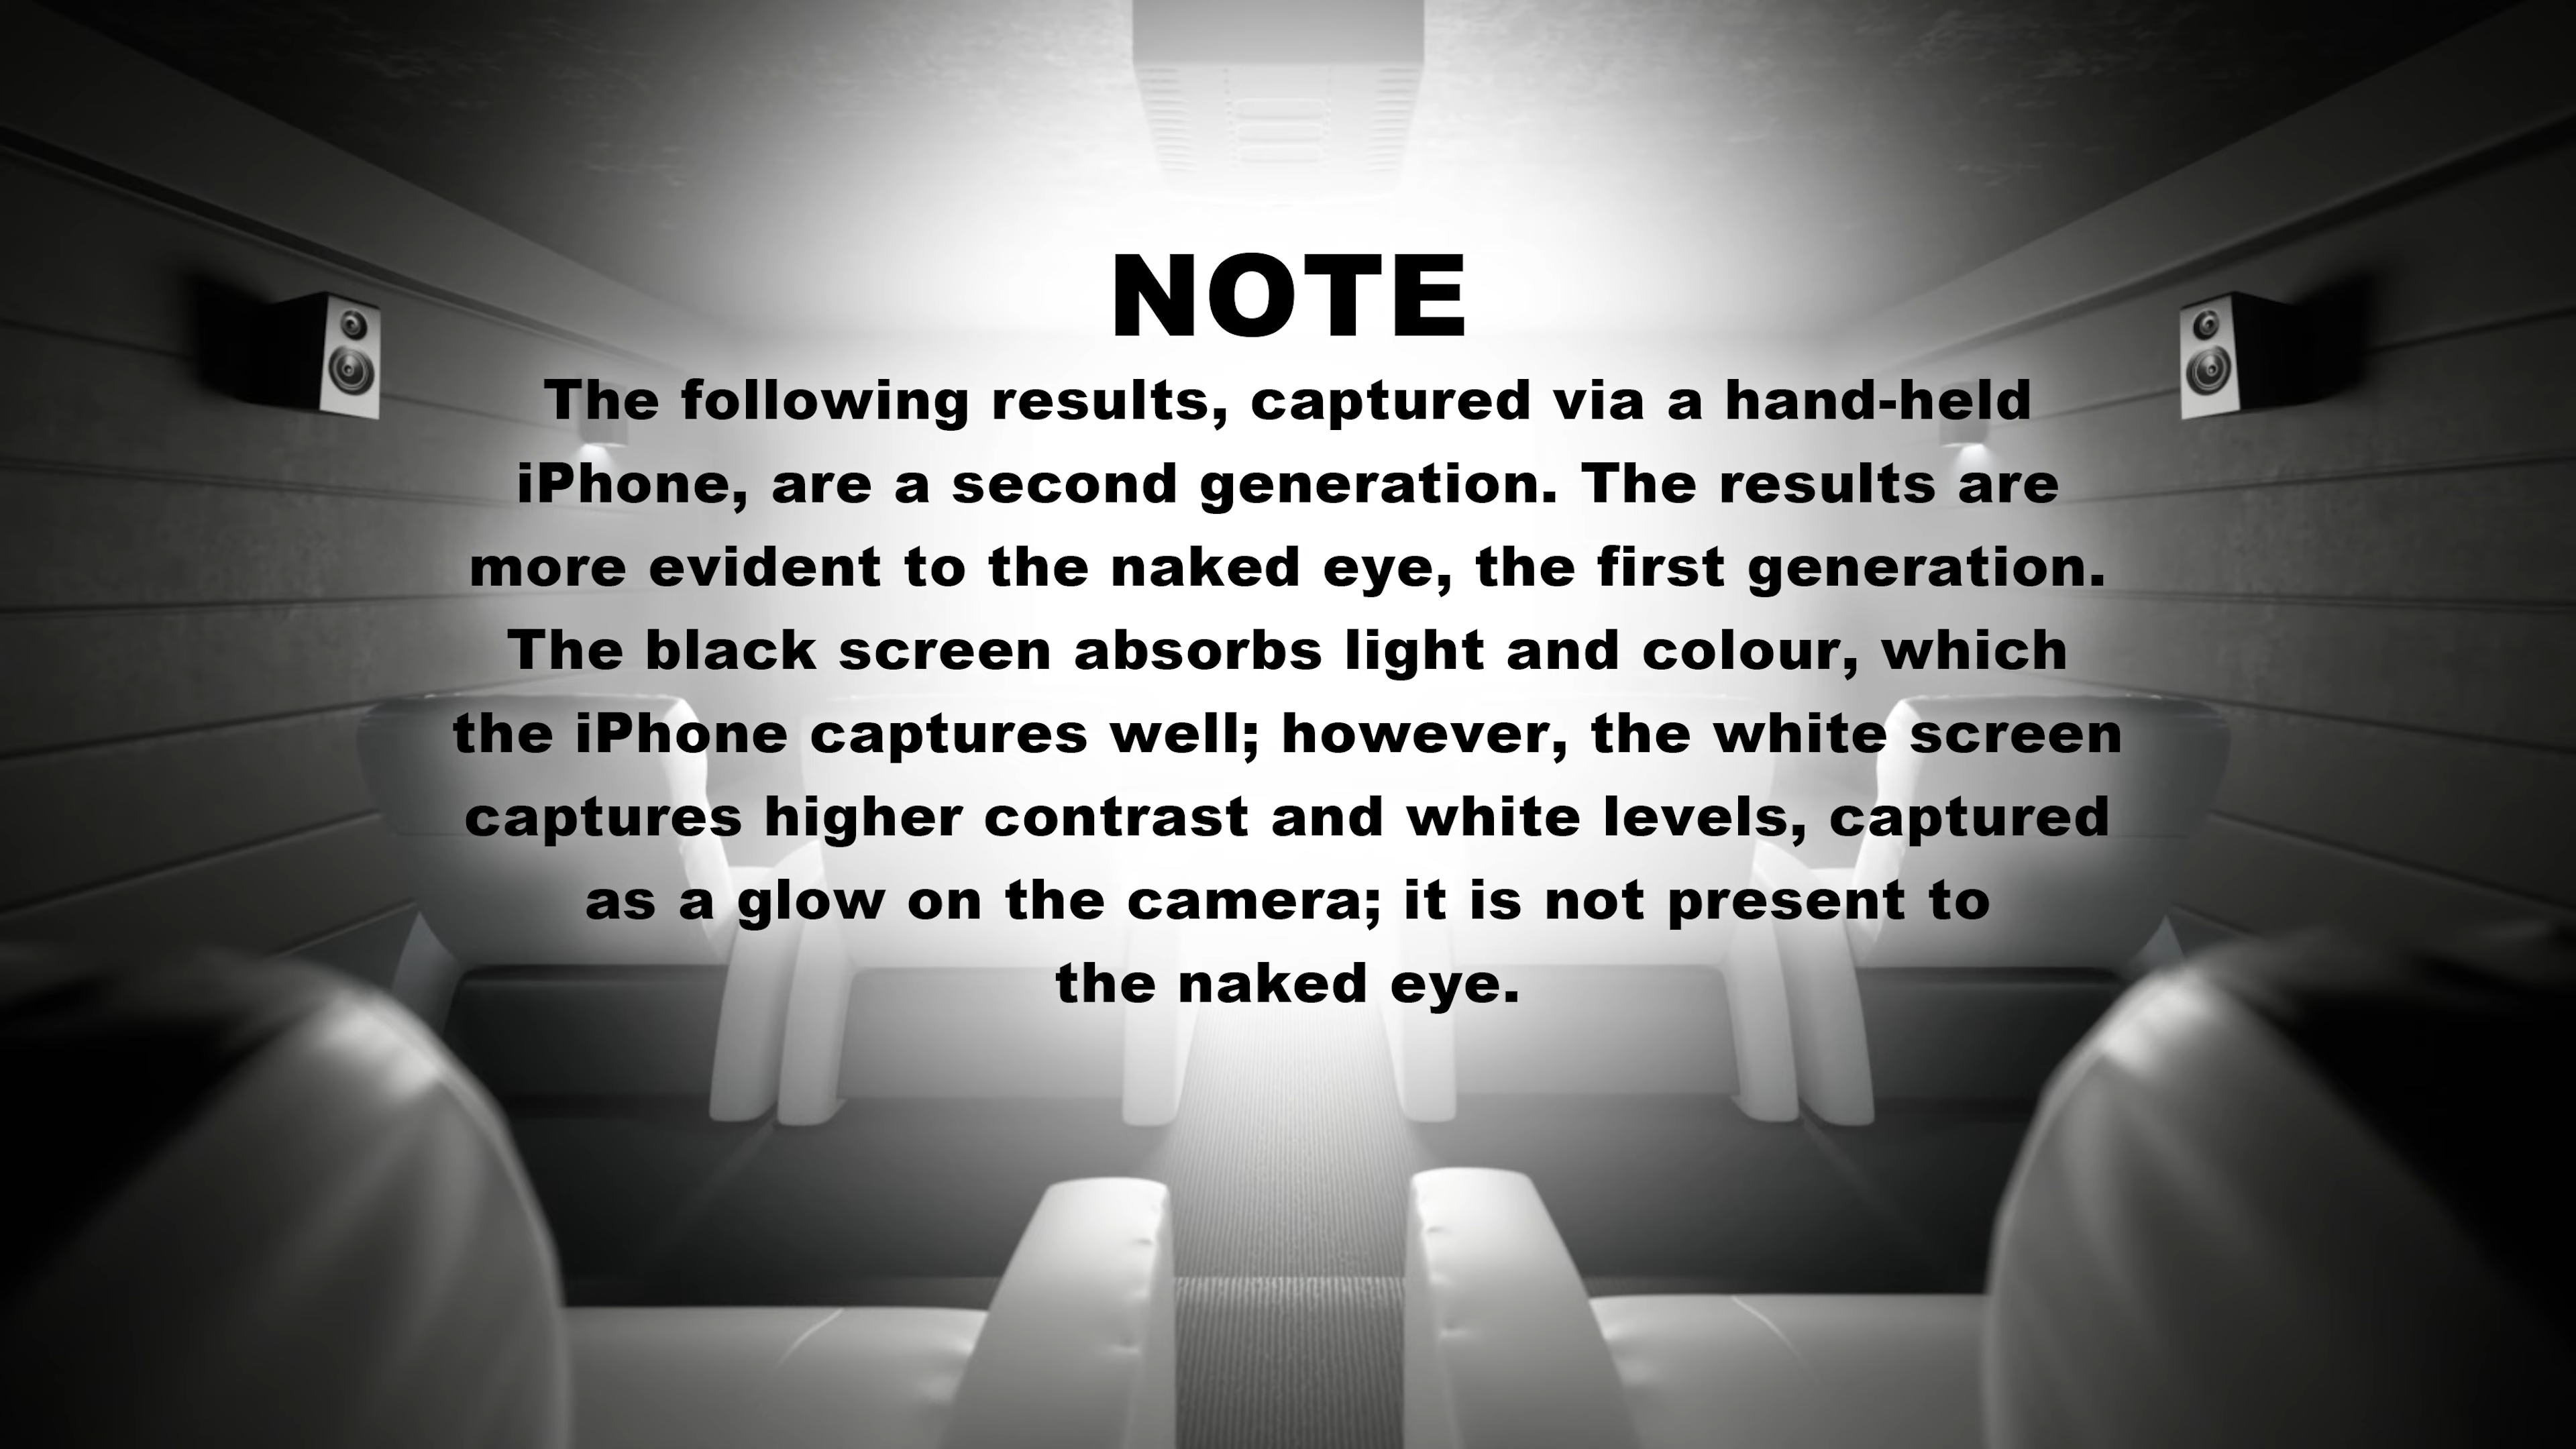 NOTE
The following results, captured via a hand-held
iPhone, are a second generation. The results are
more evident to the naked eye, the first generation.
The black screen absorbs light and colour, which
the iPhone captures well; however, the white screen
captures higher contrast and white levels, captured
as a glow on the camera; it is not present to
the naked eye.